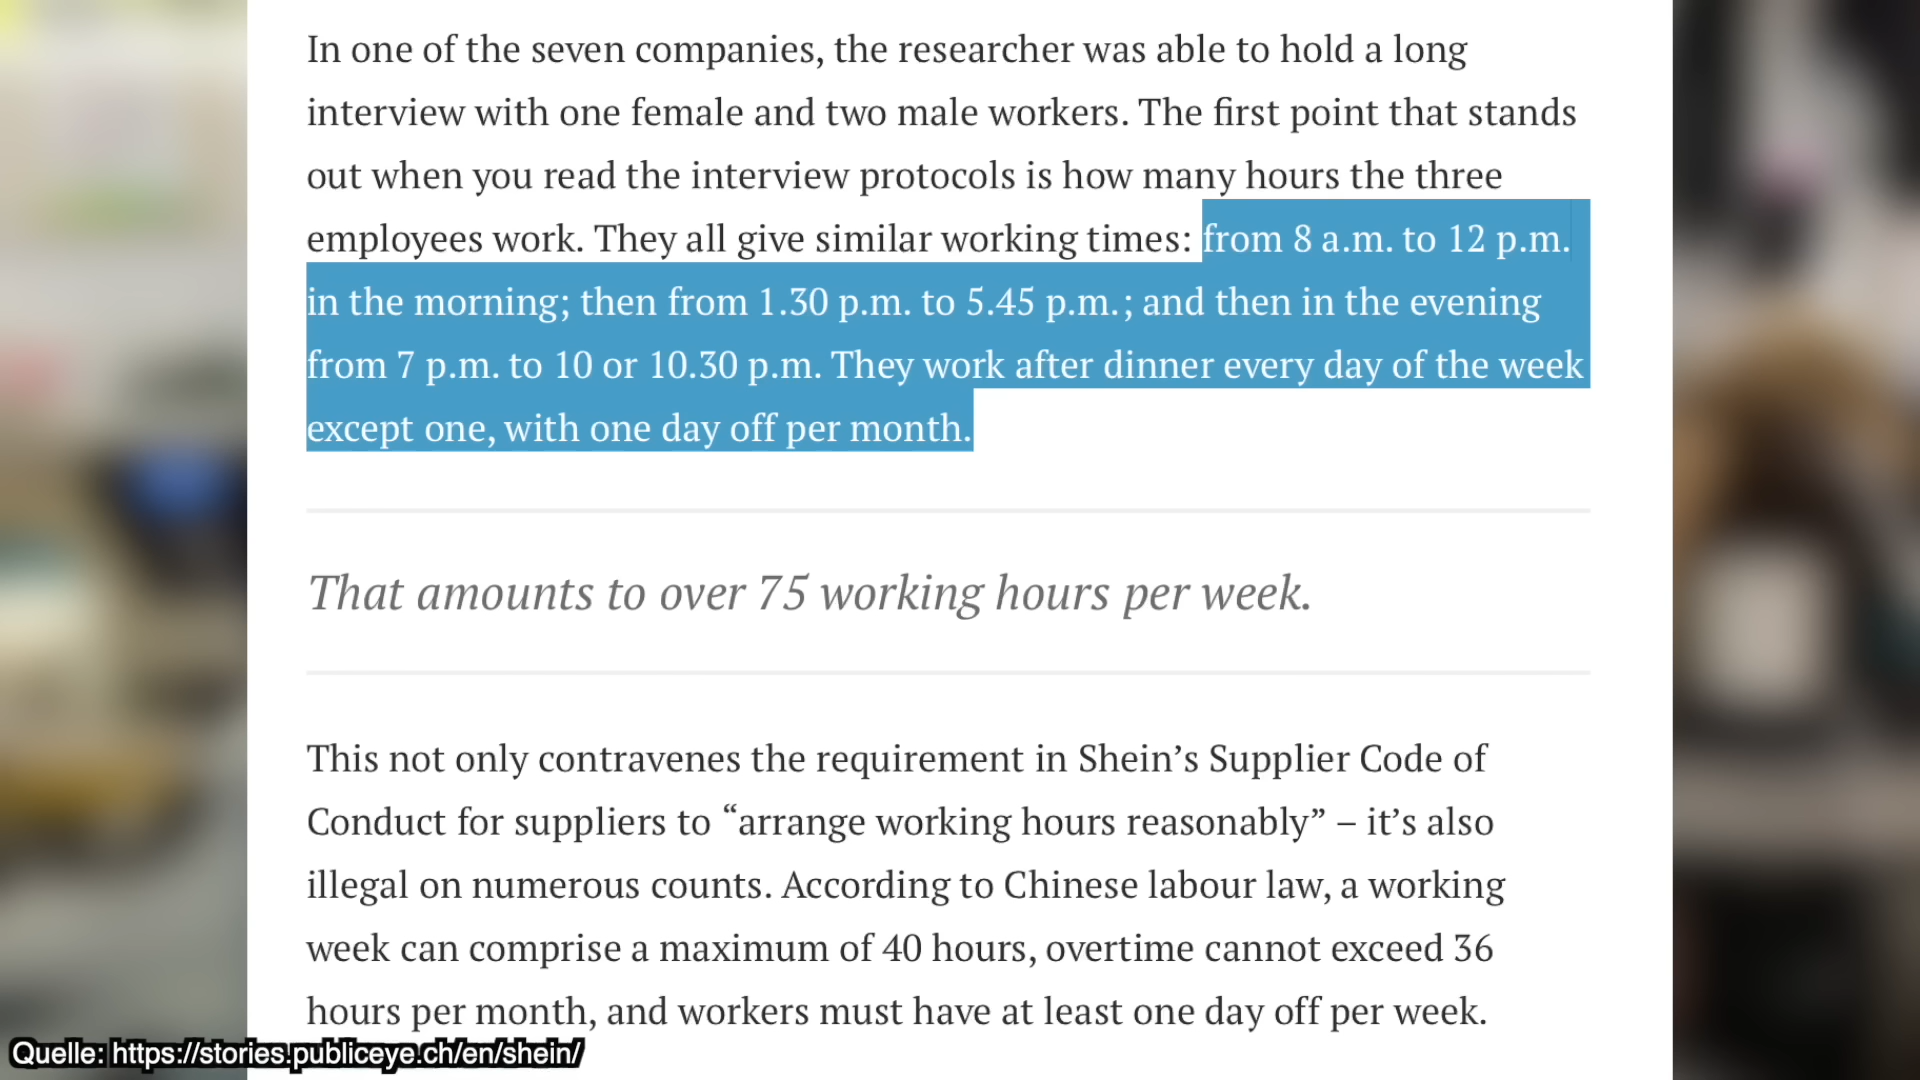 In one of the seven companies, the researcher was able to hold a long
interview with one female and two male workers. The first point that stands
out when you read the interview protocols is how many hours the three
employees work. They all give similar working times: from 8 a.m. to 12 p.m.
in the morning; then from 1.30 p.m. to 5.45 p.m.; and then in the evening
from 7 p.m. to 10 or 10.30 p.m. They work after dinner every day of the week
except one, with one day off per month.
That amounts to over 75 working hours per week.
This not only contravenes the requirement in Shein’s Supplier Code of
Conduct for suppliers to “arrange working hours reasonably” – it’s also
illegal on numerous counts. According to Chinese labour law, a working
week can comprise a maximum of 40 hours, overtime cannot exceed 36
hours per month, and workers must have at least one day off per week.
Quelle: https://stories.publiceye.ch/en/shein/